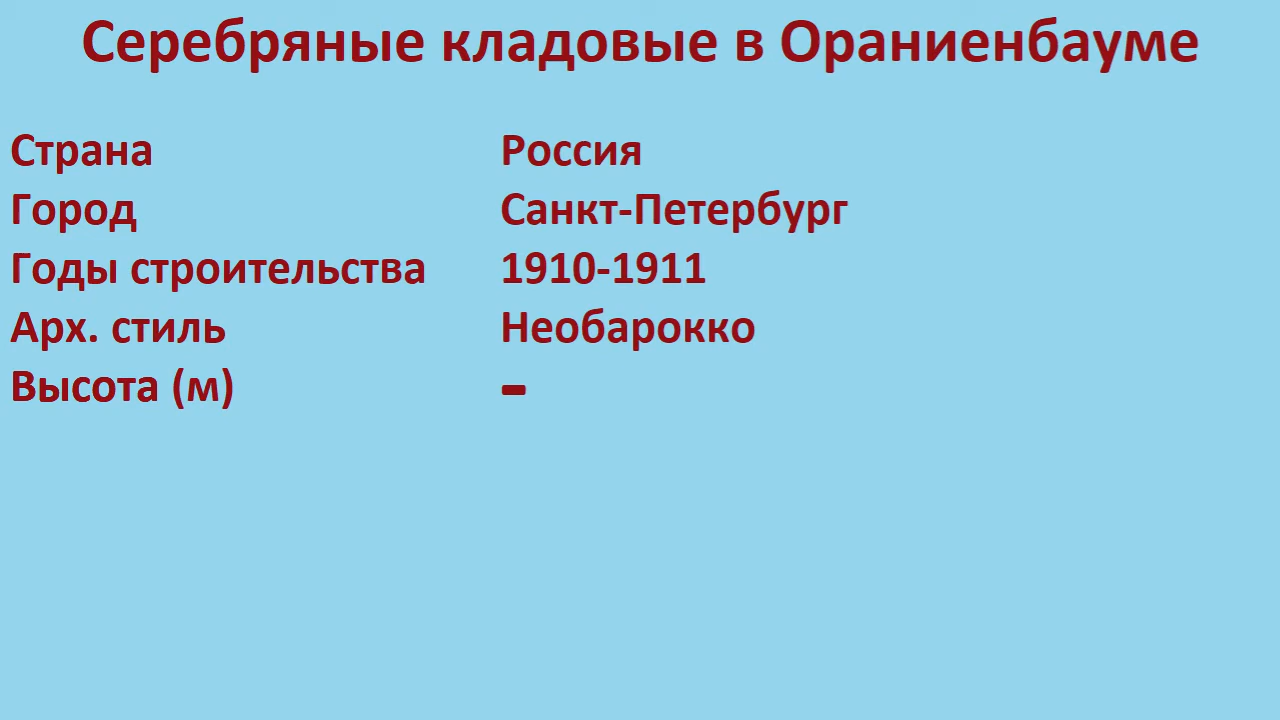 Серебряные кладовые в Ораниенбауме
Страна Россия
Город Санкт-Петербург
Годы строительства 1910-1911
Арх. стиль Необарокко
Высота (м) -